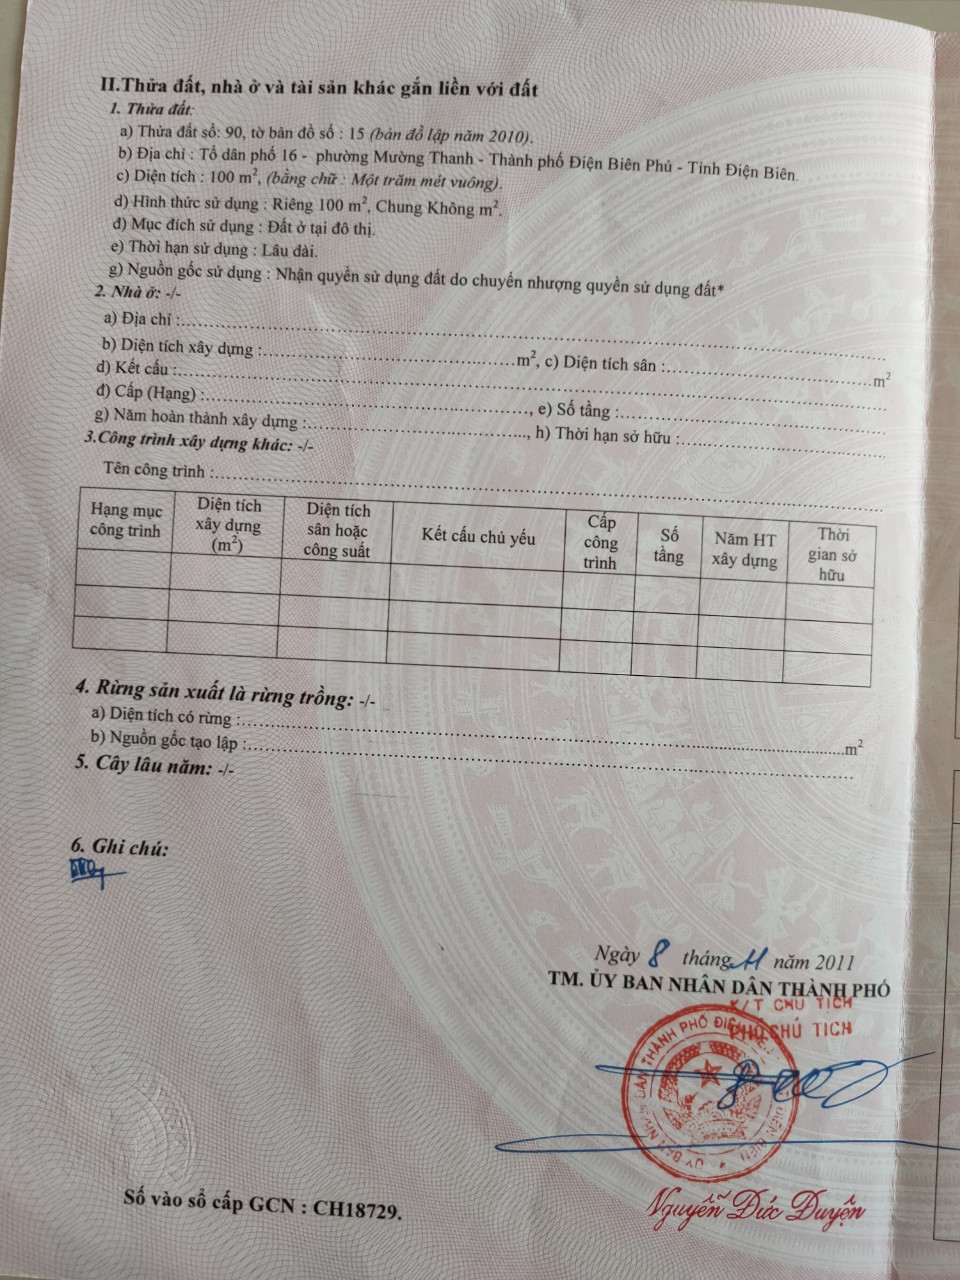 II.Thửa đất, nhà ở và tài sản khác gắn liền với đất
1. Thửa đất:
a) Thửa đất số: 90, tờ bản đồ số : 15 (bản đồ lập năm 2010).
b) Địa chỉ : Tổ dân phố 16 - phường Mường Thanh - Thành phố Điện Biên Phủ - Tỉnh Điện Biên.
c) Diện tích : 100 m², (bằng chữ : Một trăm mét vuông).
d) Hình thức sử dụng : Riêng 100 m², Chung Không m².
đ) Mục đích sử dụng : Đất ở tại đô thị.
e) Thời hạn sử dụng : Lâu dài.
g) Nguồn gốc sử dụng : Nhận quyền sử dụng đất do chuyển nhượng quyền sử dụng đất*
2. Nhà ở: -/-
a) Địa chỉ :........................................
b) Diện tích xây dựng :....................m², c) Diện tích sân :....................m²
d) Kết cấu :........................................
đ) Cấp (Hạng) :...................., e) Số tầng :....................
g) Năm hoàn thành xây dựng :...................., h) Thời hạn sở hữu :....................
3.Công trình xây dựng khác: -/-
Tên công trình :........................................
Hạng mục công trình
Diện tích xây dựng (m²)
Diện tích sân hoặc công suất
Kết cấu chủ yếu
Cấp công trình
Số tầng
Năm HT xây dựng
Thời gian sở hữu
4. Rừng sản xuất là rừng trồng: -/-
a) Diện tích có rừng :........................................m²
b) Nguồn gốc tạo lập :........................................
5. Cây lâu năm: -/-
6. Ghi chú:
Ngày 8 tháng 11 năm 2011
TM. ỦY BAN NHÂN DÂN THÀNH PHỐ
K/T CHỦ TỊCH
PHÓ CHỦ TỊCH
Nguyễn Đức Duyện
Số vào sổ cấp GCN : CH18729.